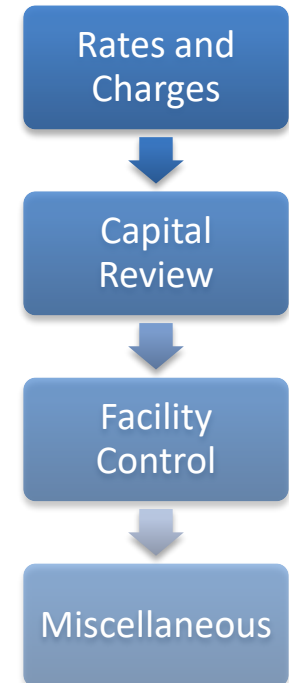 Rates and
Charges
Capital
Review
Facility
Control
Miscellaneous